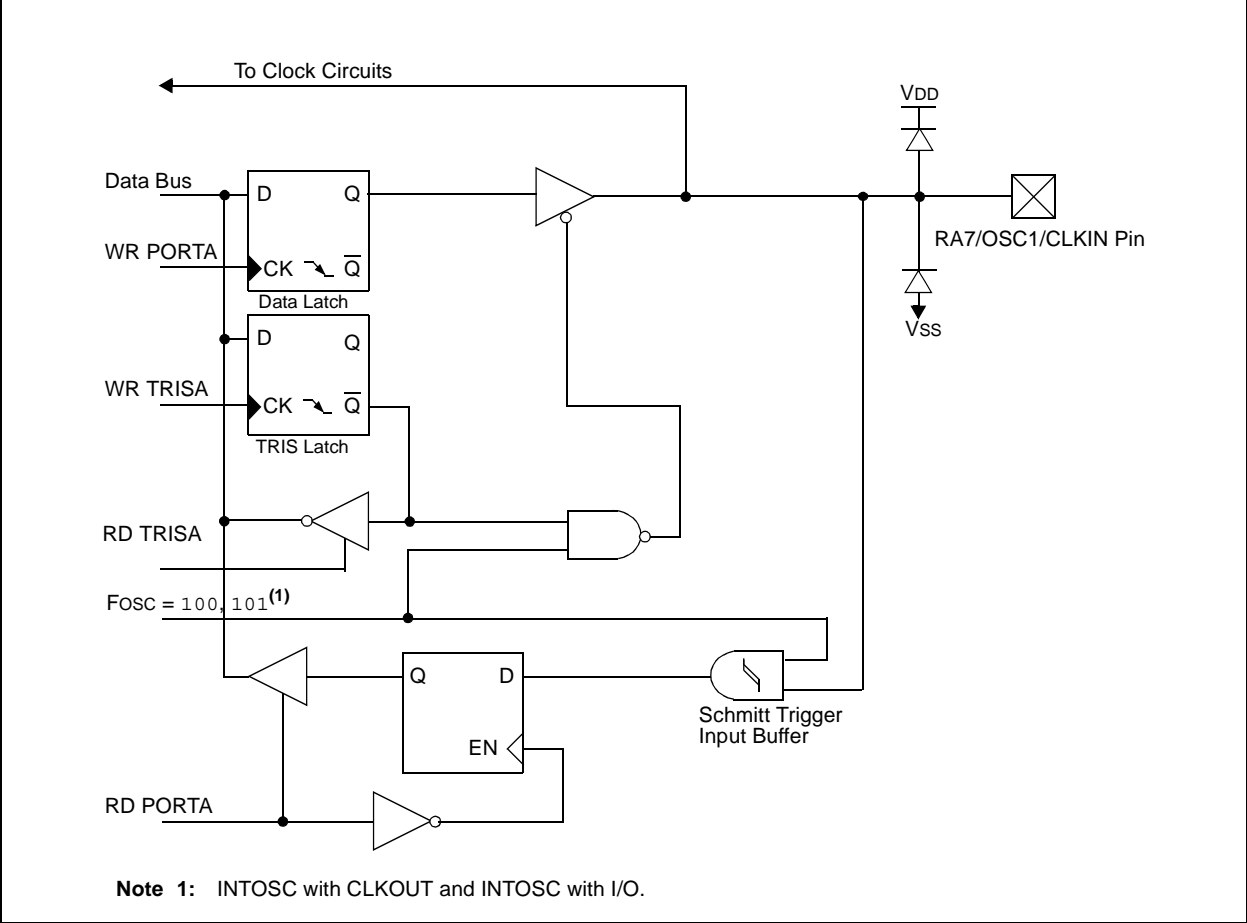 To Clock Circuits
VDD
Data Bus
D
Q
WR PORTA
CK
Q̅
RA7/OSC1/CLKIN Pin
Data Latch
D
Q
VSS
WR TRISA
CK
Q̅
TRIS Latch
RD TRISA
FOSC = 100, 101(1)
Q
D
Schmitt Trigger
Input Buffer
EN
RD PORTA
Note 1: INTOSC with CLKOUT and INTOSC with I/O.